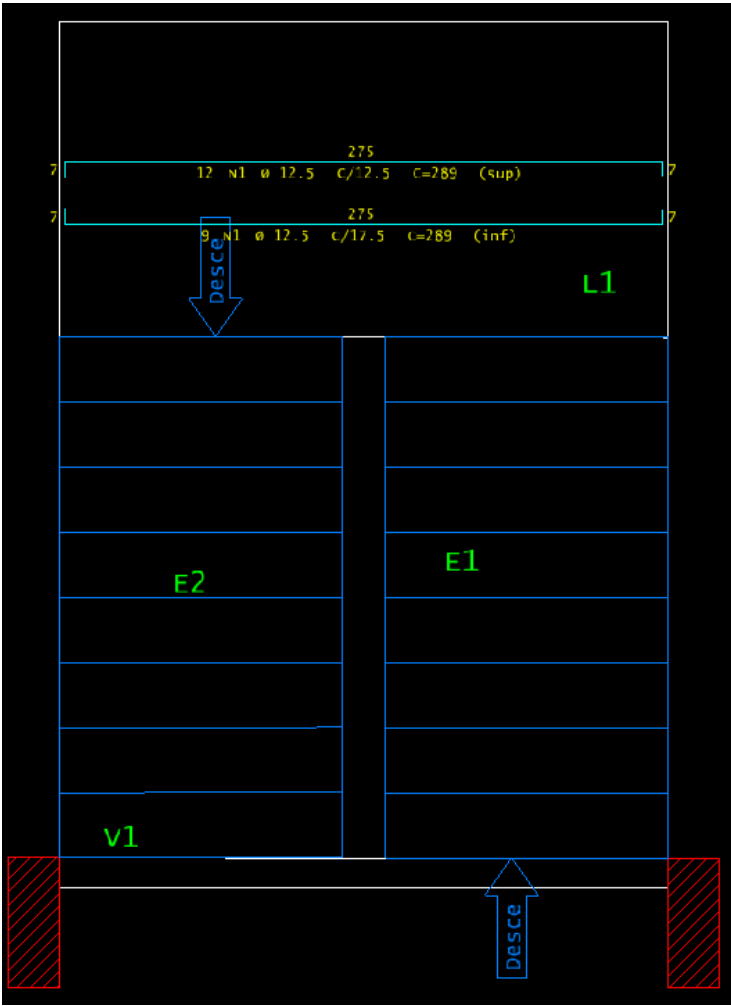 275
7 7
12 N1 ø 12.5 C/12.5 C=289 (sup)
275
7 7
9 N1 ø 12.5 C/17.5 C=289 (inf)
Desce
L1
E1
E2
V1
Desce